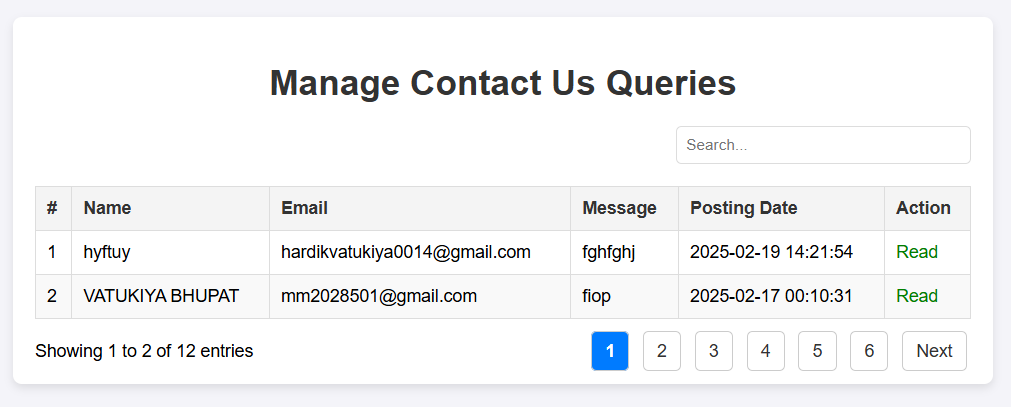 Manage Contact Us Queries
Search...
# Name Email Message Posting Date Action
1 hyftuy hardikvatukiya0014@gmail.com fghfghj 2025-02-19 14:21:54 Read
2 VATUKIYA BHUPAT mm2028501@gmail.com fiop 2025-02-17 00:10:31 Read
Showing 1 to 2 of 12 entries 1 2 3 4 5 6 Next